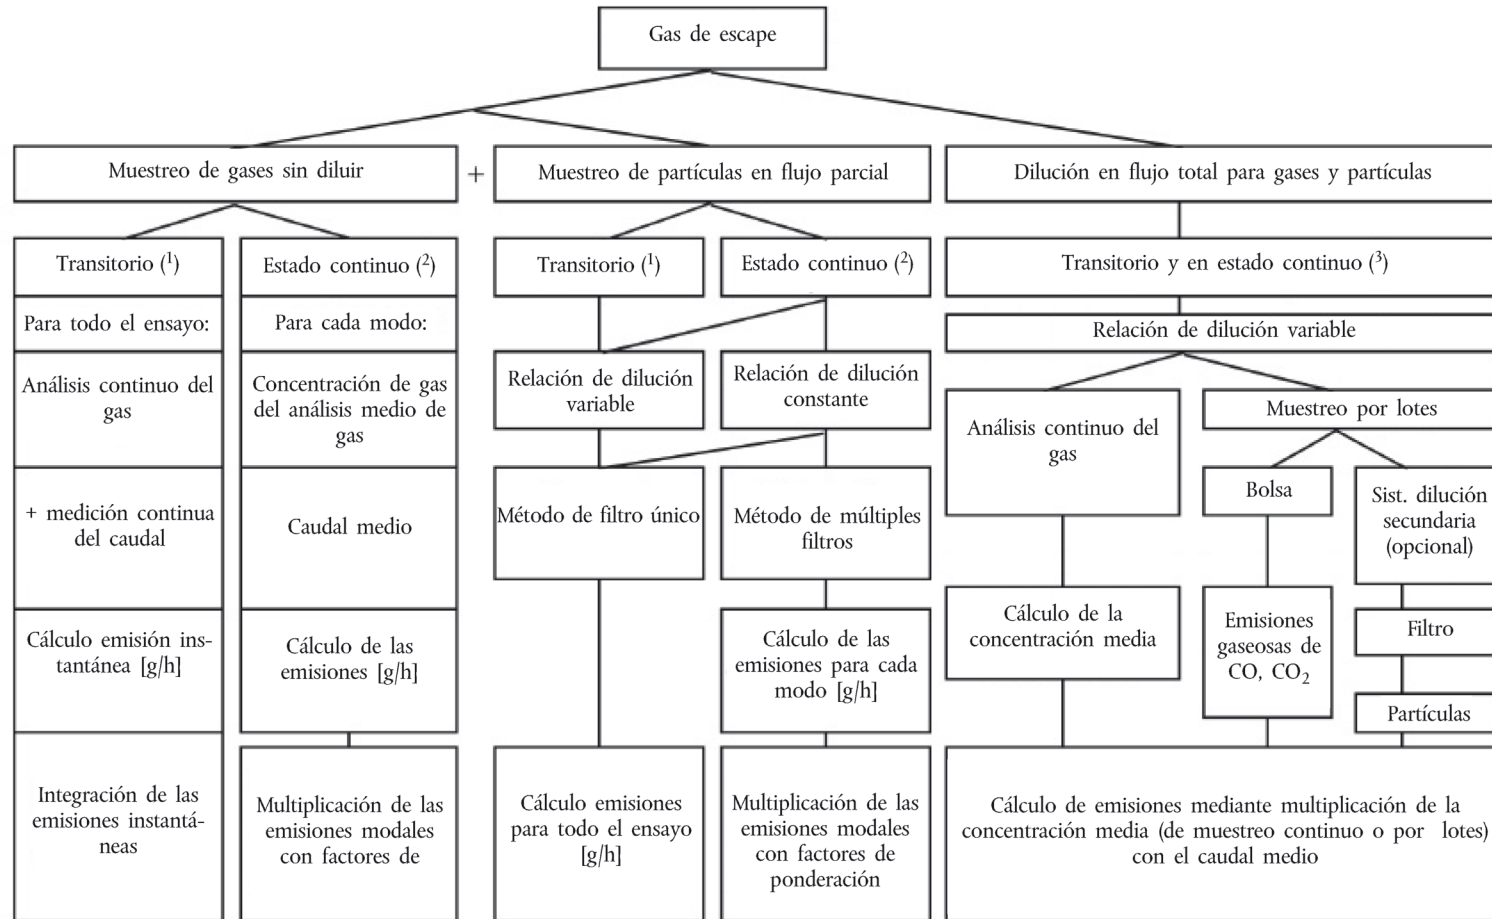 Gas de escape
Muestreo de gases sin diluir
+
Muestreo de partículas en flujo parcial
Dilución en flujo total para gases y partículas
Transitorio (1)
Estado continuo (2)
Transitorio (1)
Estado continuo (2)
Transitorio y en estado continuo (3)
Para todo el ensayo:
Para cada modo:
Relación de dilución variable
Análisis continuo del
gas
Concentración de gas
del análisis medio de
gas
Relación de dilución
variable
Relación de dilución
constante
Análisis continuo del
gas
Muestreo por lotes
+ medición continua
del caudal
Caudal medio
Método de filtro único
Método de múltiples
filtros
Bolsa
Sist. dilución
secundaria
(opcional)
Cálculo emisión ins-
tantánea [g/h]
Cálculo de las
emisiones [g/h]
Cálculo de las
emisiones para cada
modo [g/h]
Cálculo de la
concentración media
Emisiones
gaseosas de
CO, CO2
Filtro
Partículas
Integración de las
emisiones instantá-
neas
Multiplicación de las
emisiones modales
con factores de
Cálculo emisiones
para todo el ensayo
[g/h]
Multiplicación de las
emisiones modales
con factores de
ponderación
Cálculo de emisiones mediante multiplicación de la
concentración media (de muestreo continuo o por lotes)
con el caudal medio